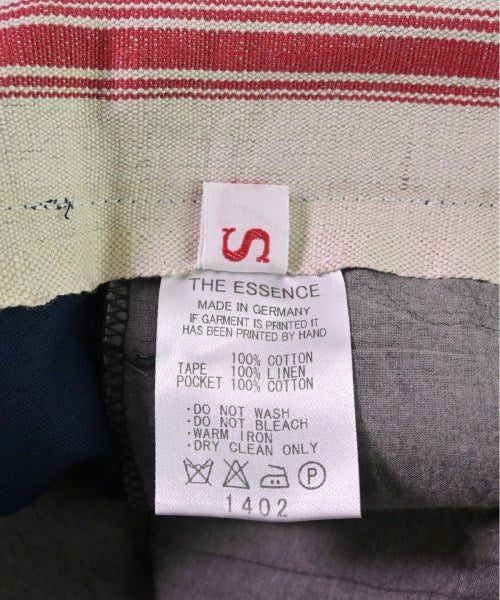 S
THE ESSENCE
MADE IN GERMANY
IF GARMENT IS PRINTED IT
HAS BEEN PRINTED BY HAND
100% COTTON
TAPE 100% LINEN
POCKET 100% COTTON
·DO NOT WASH
·DO NOT BLEACH
·WARM IRON
·DRY CLEAN ONLY
P
1402